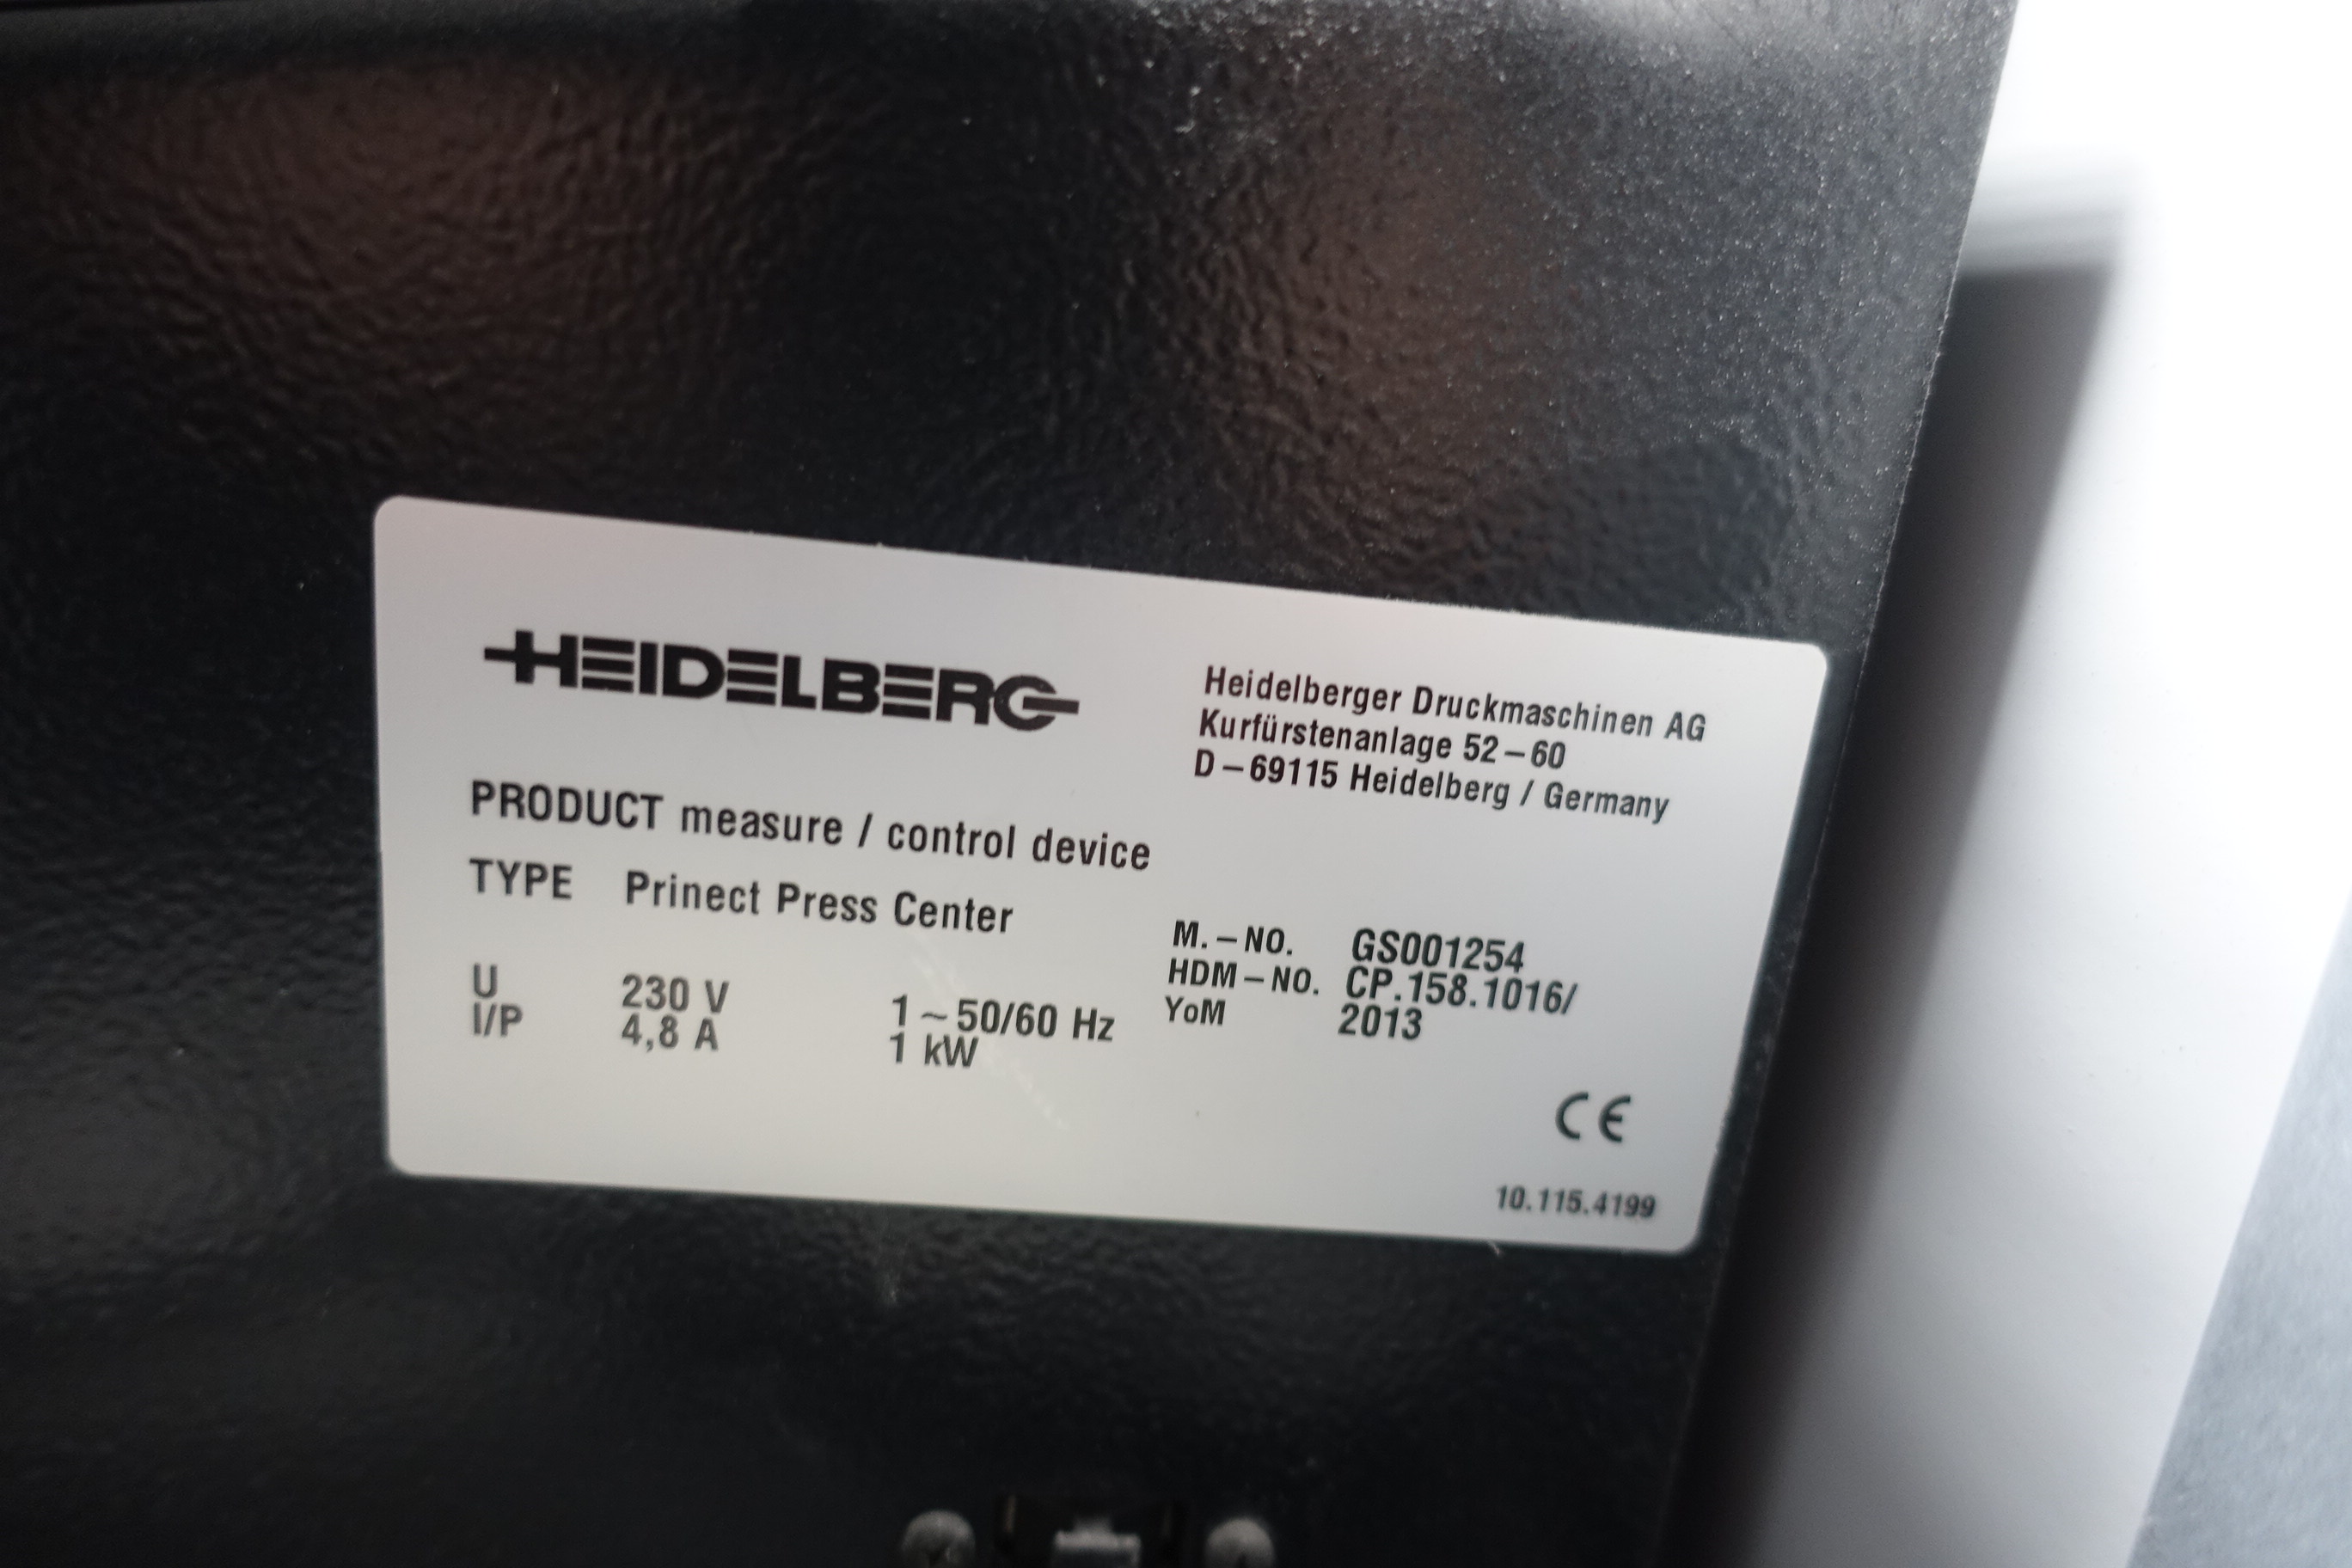 HEIDELBERG
Heidelberger Druckmaschinen AG
Kurfürstenanlage 52–60
D–69115 Heidelberg / Germany
PRODUCT measure / control device
TYPE Prinect Press Center
M.–NO. GS001254
HDM–NO. CP.158.1016/
YoM 2013
U 230 V 1~50/60 Hz
I/P 4,8 A 1 kW
CE
10.115.4199